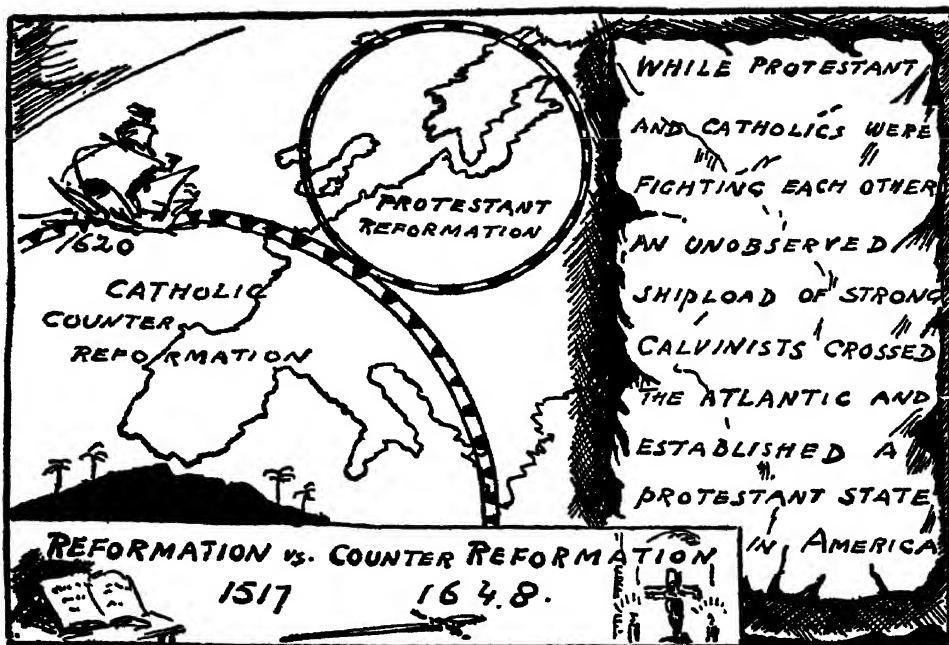 PROTESTANT
REFORMATION
1620
CATHOLIC
COUNTER
REFORMATION
WHILE PROTESTANT
AND CATHOLICS WERE
FIGHTING EACH OTHER
AN UNOBSERVED
SHIPLOAD OF STRONG
CALVINISTS CROSSED
THE ATLANTIC AND
ESTABLISHED A
PROTESTANT STATE
IN AMERICA
REFORMATION VS. COUNTER REFORMATION
1517 1648.